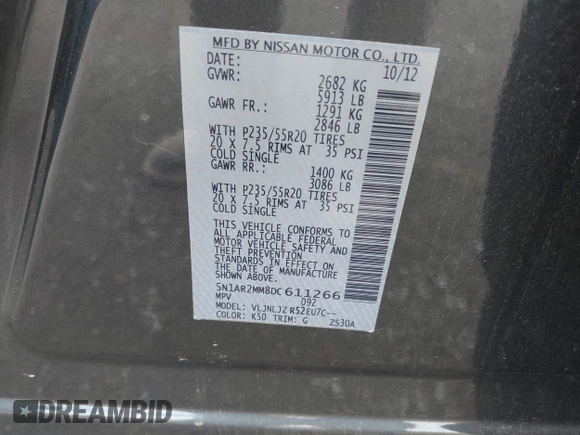 MFD BY NISSAN MOTOR CO., LTD.
DATE: 10/12
GVWR: 2682 KG
5913 LB
GAWR FR.: 1291 KG
2846 LB
WITH P235/55R20 TIRES
20 X 7.5 RIMS AT 35 PSI
COLD SINGLE
GAWR RR.: 1400 KG
3086 LB
WITH P235/55R20 TIRES
20 X 7.5 RIMS AT 35 PSI
COLD SINGLE
THIS VEHICLE CONFORMS TO
ALL APPLICABLE FEDERAL
MOTOR VEHICLE SAFETY AND
STANDARDS IN EFFECT ON
THE DATE OF MANUFACTURE
SHOWN ABOVE.
5N1AR2MM8DC611266
MPV 092
MODEL: VLJNLJZ R52EU7C--
COLOR: K50 TRIM: G ZS30A
DREAMBID